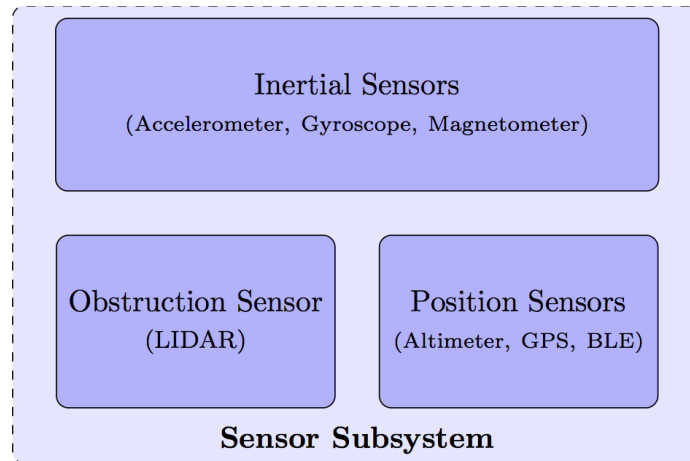 Inertial Sensors
(Accelerometer, Gyroscope, Magnetometer)
Obstruction Sensor
(LIDAR)
Position Sensors
(Altimeter, GPS, BLE)
Sensor Subsystem